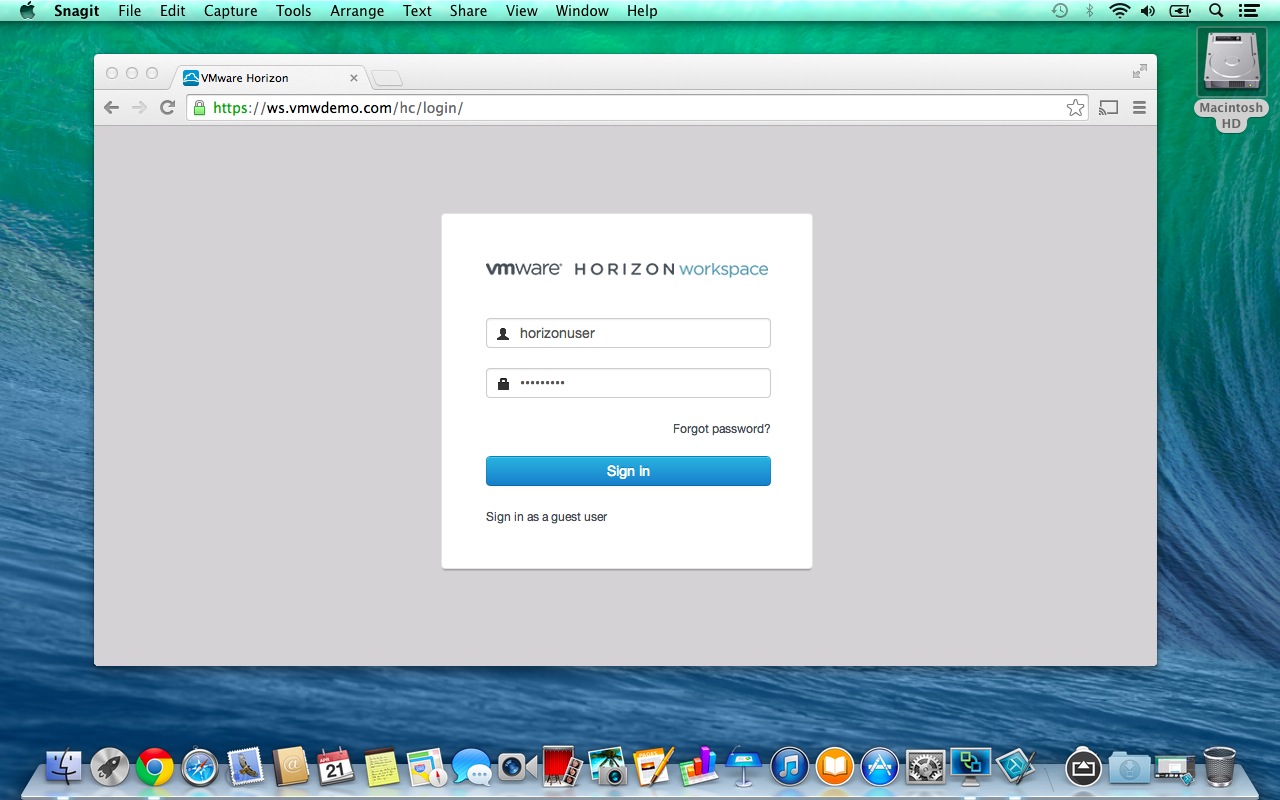 Snagit File Edit Capture Tools Arrange Text Share View Window Help
VMware Horizon
https://ws.vmwdemo.com/hc/login/
Macintosh
HD
vmware® HORIZON workspace
horizonuser
•••••••••
Forgot password?
Sign in
Sign in as a guest user
APR
21
PAGES